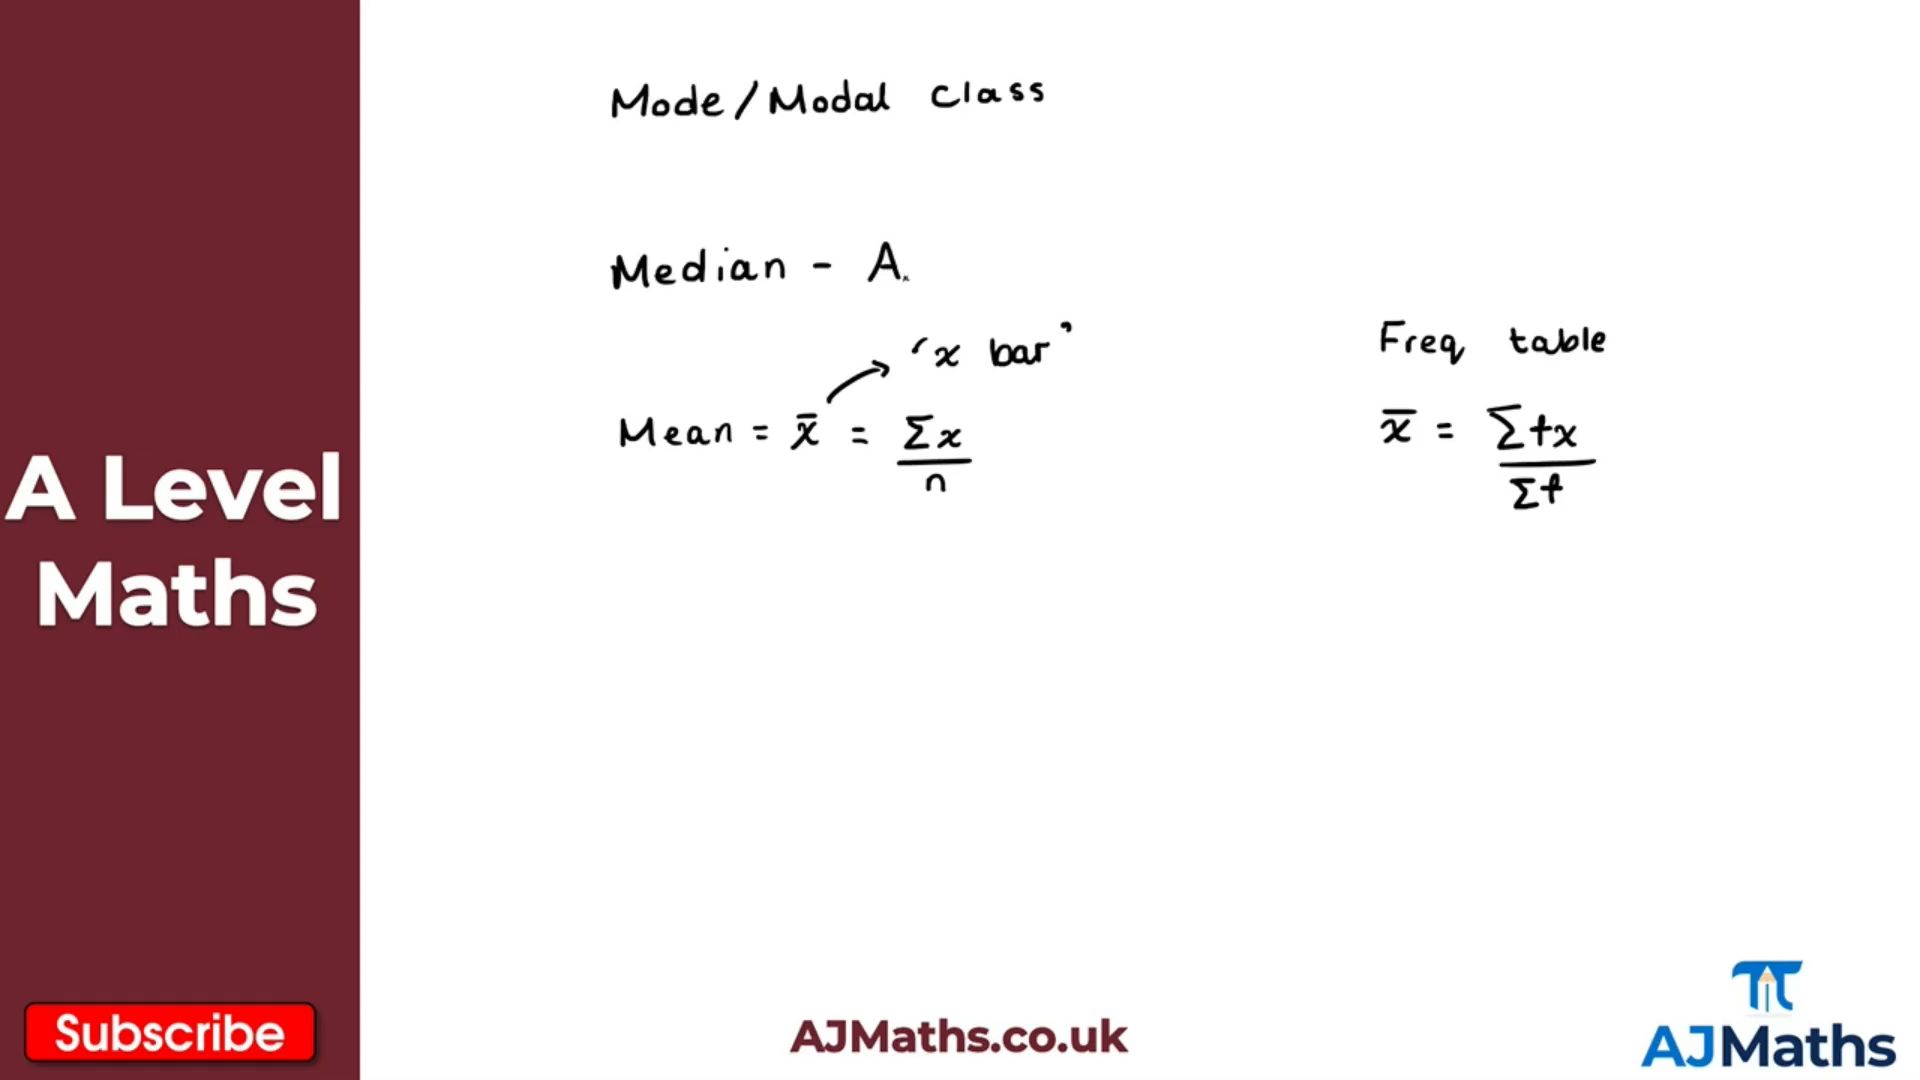 Mode/Modal class
Median - A
'x bar'
Mean = x̄ = Σx / n
Freq table
x̄ = Σfx / Σf
A Level
Maths
Subscribe
AJMaths.co.uk
AJMaths